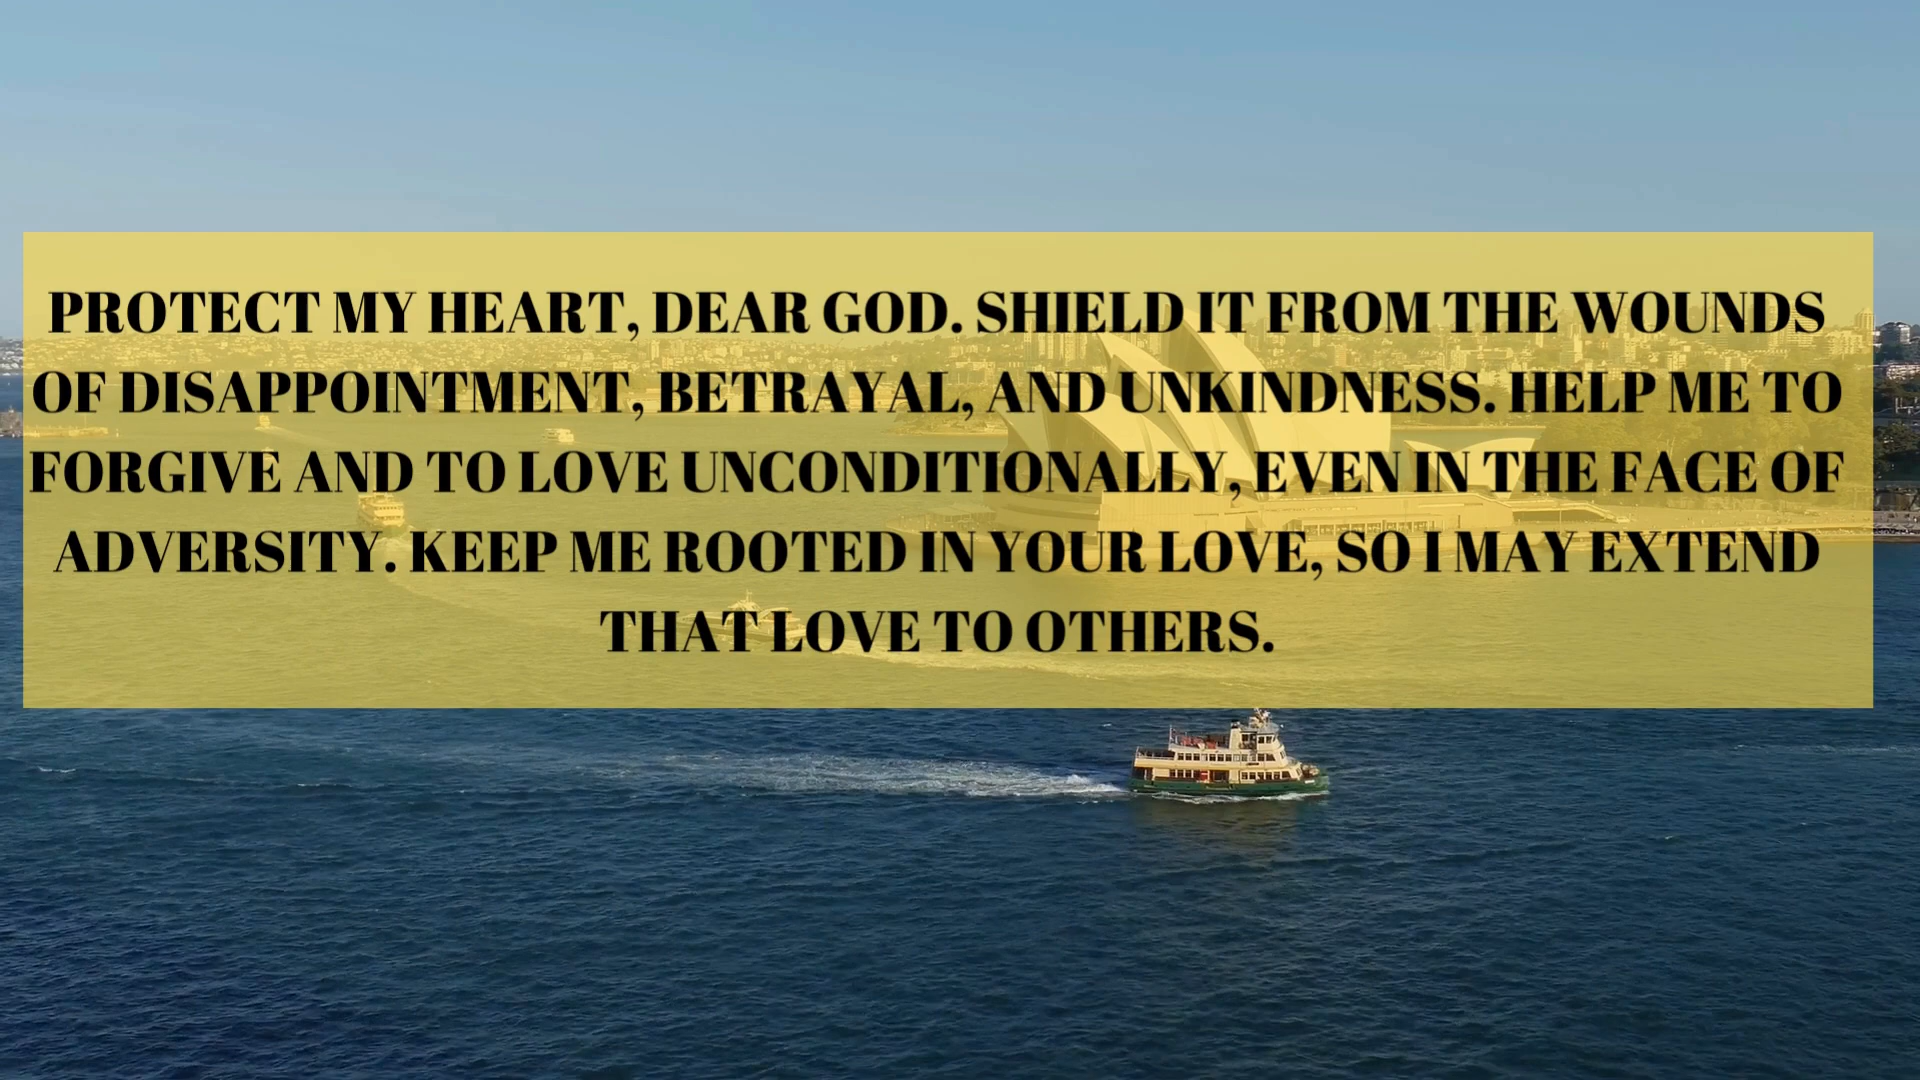 PROTECT MY HEART, DEAR GOD. SHIELD IT FROM THE WOUNDS
OF DISAPPOINTMENT, BETRAYAL, AND UNKINDNESS. HELP ME TO
FORGIVE AND TO LOVE UNCONDITIONALLY, EVEN IN THE FACE OF
ADVERSITY. KEEP ME ROOTED IN YOUR LOVE, SO I MAY EXTEND
THAT LOVE TO OTHERS.